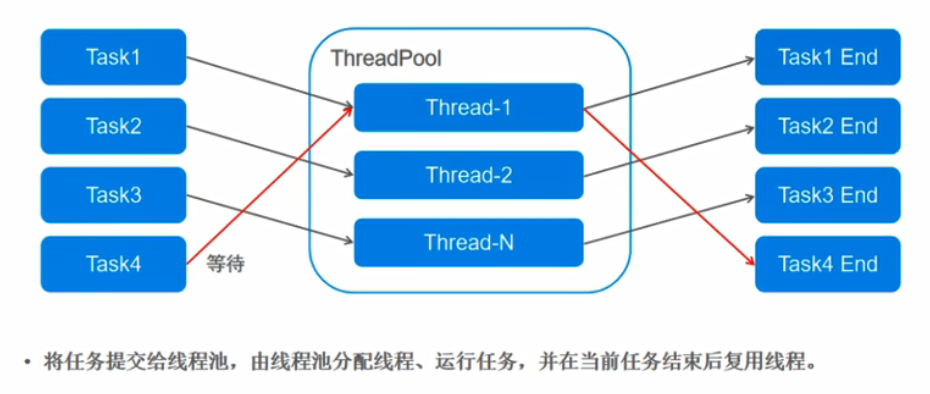 Task1
ThreadPool
Task1 End
Thread-1
Task2
Task2 End
Thread-2
Task3
Task3 End
Thread-N
Task4
等待
Task4 End
• 将任务提交给线程池，由线程池分配线程、运行任务，并在当前任务结束后复用线程。